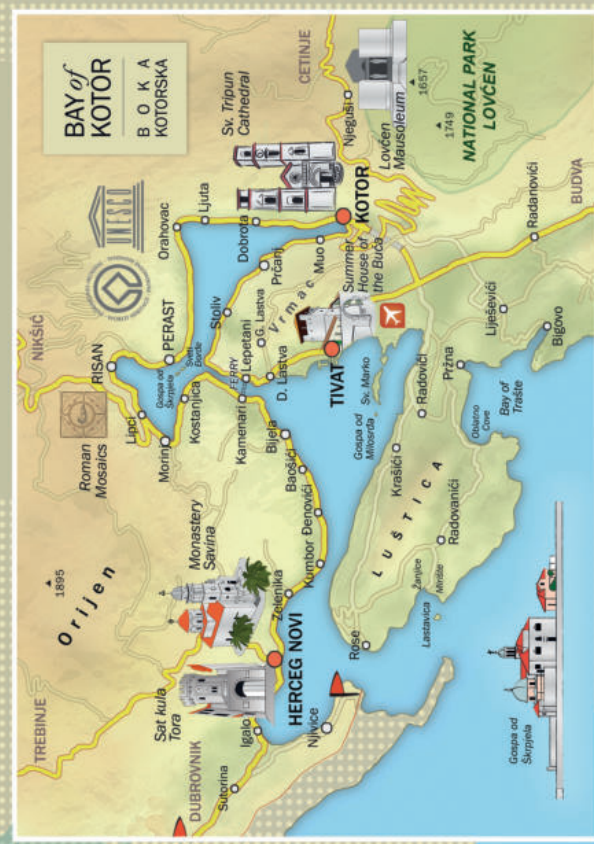 BAY of
KOTOR
BOKA
KOTORSKA
TREBINJE
NIKŠIĆ
CETINJE
Orijen
1895
Roman
Mosaics
RISAN
UNESCO
Orahovac
Ljuta
Sv. Tripun
Cathedral
Dobrota
Lipci
Morinj
Gospa od
Škrpjela
PERAST
Sveti
Đorđe
Kostanjica
Stoliv
Prčanj
Muo
KOTOR
Njeguši
Lovćen
Mausoleum
1657
1749
NATIONAL PARK
LOVĆEN
DUBROVNIK
Sat kula
Tora
Monastery
Savina
Kamenari
FERRY
Lepetani
G. Lastva
Vrmac
Summer
House of
the Buća
Sutorina
Igalo
HERCEG NOVI
Zelenika
Kumbor
Đenovići
Baošići
Bijela
D. Lastva
TIVAT
Njivice
Rose
Gospa od
Milosrđa
Sv. Marko
Krašići
LUŠTICA
Radovići
Radovanići
Žanjice
Mirište
Lastavica
Pržna
Oblatno
Cove
Bay of
Trašte
Liješevići
Bigovo
Radanovići
BUDVA
Gospa od
Škrpjela